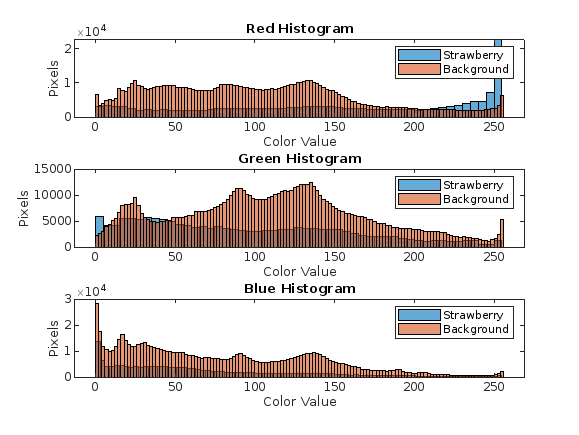 Red Histogram
×10⁴
Pixels
2
1
0
Strawberry
Background
0 50 100 150 200 250
Color Value
Green Histogram
Pixels
15000
10000
5000
0
Strawberry
Background
0 50 100 150 200 250
Color Value
Blue Histogram
×10⁴
Pixels
3
2
1
0
Strawberry
Background
0 50 100 150 200 250
Color Value